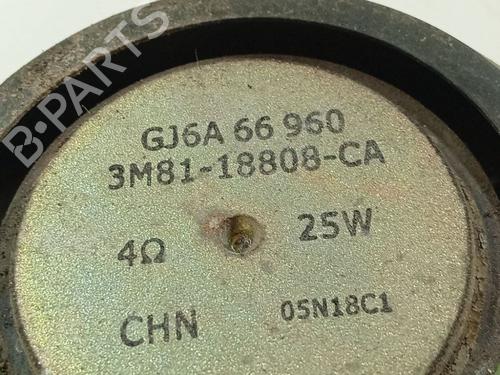 B-PARTS
GJ6A 66 960
3M81-18808-CA
4Ω 25W
CHN 05N18C1